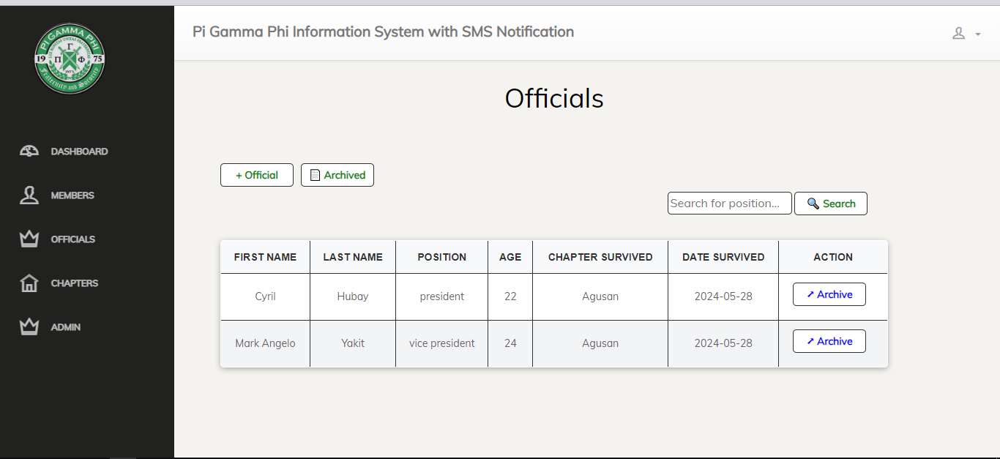 PI GAMMA PHI
19 75
Γ
Π Φ
INT'L
Fraternity and Sorority
Pi Gamma Phi Information System with SMS Notification
DASHBOARD
MEMBERS
OFFICIALS
CHAPTERS
ADMIN
Officials
+ Official Archived
Search for position... Search
FIRST NAME LAST NAME POSITION AGE CHAPTER SURVIVED DATE SURVIVED ACTION
Cyril Hubay president 22 Agusan 2024-05-28 Archive
Mark Angelo Yakit vice president 24 Agusan 2024-05-28 Archive